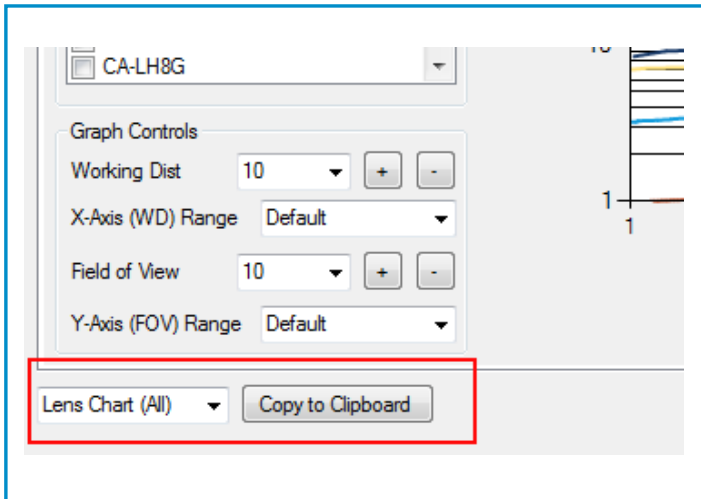 CA-LH8G
Graph Controls
Working Dist 10 + -
X-Axis (WD) Range Default
Field of View 10 + -
Y-Axis (FOV) Range Default
Lens Chart (All) Copy to Clipboard
10
1
1